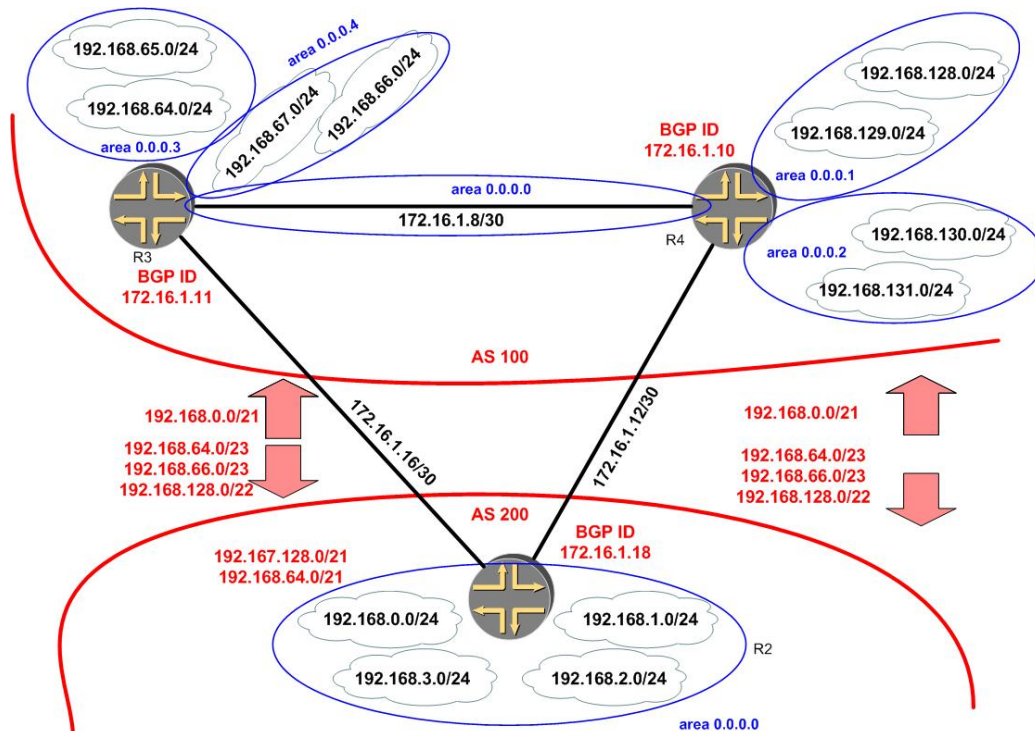 192.168.65.0/24
192.168.64.0/24
area 0.0.0.3
area 0.0.0.4
192.168.67.0/24
192.168.66.0/24
192.168.128.0/24
192.168.129.0/24
area 0.0.0.1
BGP ID
172.16.1.10
area 0.0.0.0
172.16.1.8/30
R3
R4
BGP ID
172.16.1.11
192.168.130.0/24
area 0.0.0.2
192.168.131.0/24
AS 100
192.168.0.0/21
192.168.64.0/23
192.168.66.0/23
192.168.128.0/22
172.16.1.16/30
172.16.1.12/30
192.168.0.0/21
192.168.64.0/23
192.168.66.0/23
192.168.128.0/22
AS 200
BGP ID
172.16.1.18
192.167.128.0/21
192.168.64.0/21
192.168.0.0/24
192.168.1.0/24
R2
192.168.3.0/24
192.168.2.0/24
area 0.0.0.0